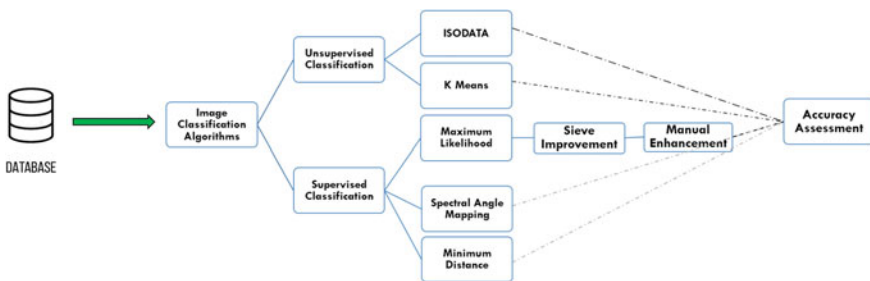 DATABASE
Image
Classification
Algorithms
Unsupervised
Classification
Supervised
Classification
ISODATA
K Means
Maximum
Likelihood
Spectral Angle
Mapping
Minimum
Distance
Sieve
Improvement
Manual
Enhancement
Accuracy
Assessment